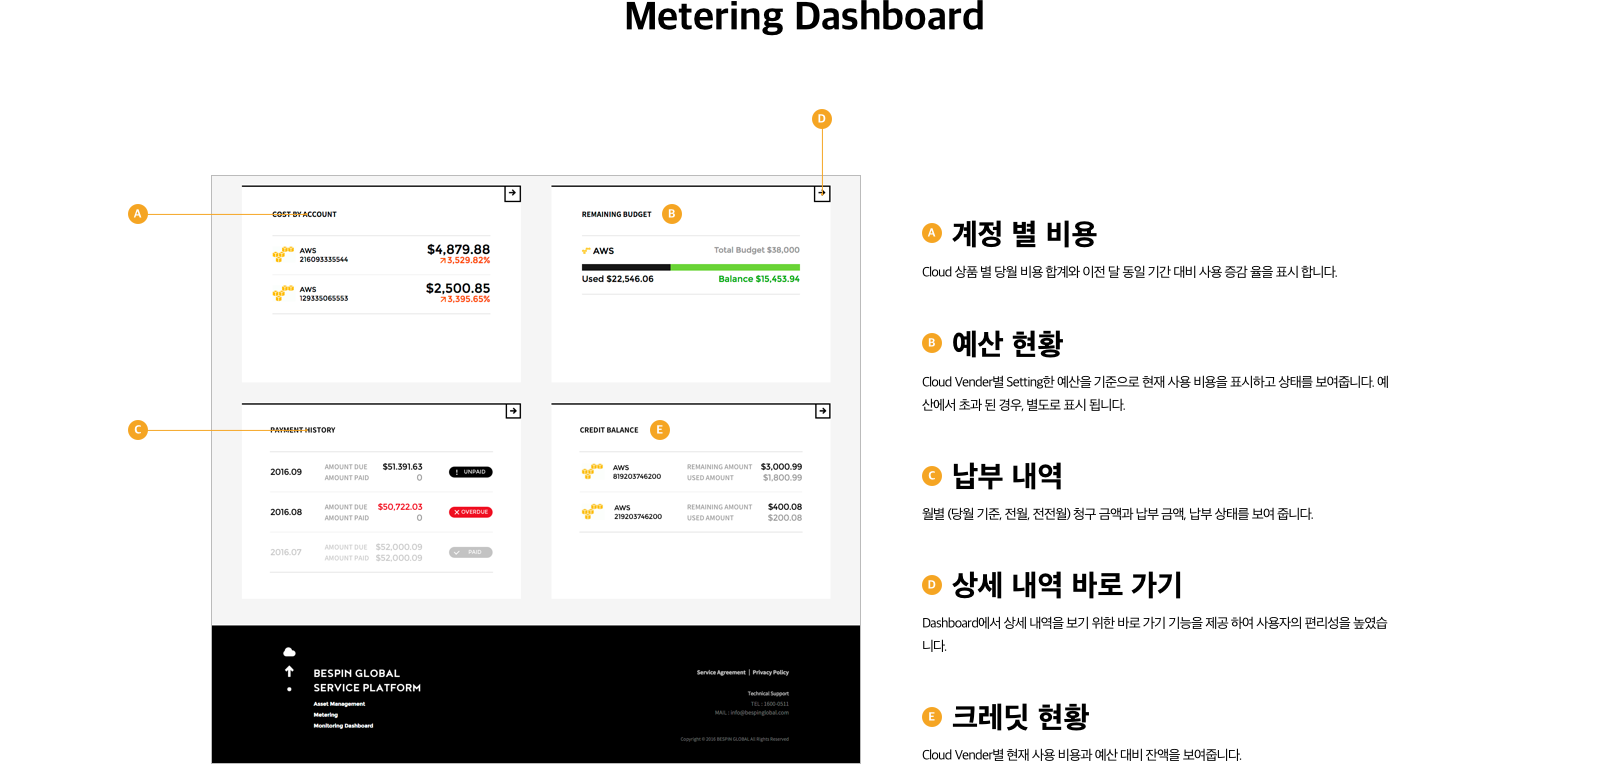 Metering Dashboard
D
A
COST BY ACCOUNT
AWS
216093335544
$4,879.88
3,529.82%
AWS
129335065553
$2,500.85
3,395.65%
REMAINING BUDGET
B
AWS
Total Budget $38,000
Used $22,546.06
Balance $15,453.94
C
PAYMENT HISTORY
2016.09
AMOUNT DUE $51.391.63
AMOUNT PAID 0
! UNPAID
2016.08
AMOUNT DUE $50,722.03
AMOUNT PAID 0
OVERDUE
2016.07
AMOUNT DUE $52,000.09
AMOUNT PAID $52,000.09
PAID
CREDIT BALANCE
E
AWS
819203746200
REMAINING AMOUNT $3,000.99
USED AMOUNT $1,800.99
AWS
219203746200
REMAINING AMOUNT $400.08
USED AMOUNT $200.08
BESPIN GLOBAL
SERVICE PLATFORM
Asset Management
Metering
Monitoring Dashboard
Service Agreement | Privacy Policy
Technical Support
TEL : 1600-0511
MAIL : info@bespinglobal.com
Copyright © 2016 BESPIN GLOBAL All Rights Reserved.
A 계정 별 비용
Cloud 상품 별 당월 비용 합계와 이전 달 동일 기간 대비 사용 증감 율을 표시 합니다.
B 예산 현황
Cloud Vender별 Setting한 예산을 기준으로 현재 사용 비용을 표시하고 상태를 보여줍니다. 예
산에서 초과 된 경우, 별도로 표시 됩니다.
C 납부 내역
월별 (당월 기준, 전월, 전전월) 청구 금액과 납부 금액, 납부 상태를 보여 줍니다.
D 상세 내역 바로 가기
Dashboard에서 상세 내역을 보기 위한 바로 가기 기능을 제공 하여 사용자의 편리성을 높였습
니다.
E 크레딧 현황
Cloud Vender별 현재 사용 비용과 예산 대비 잔액을 보여줍니다.